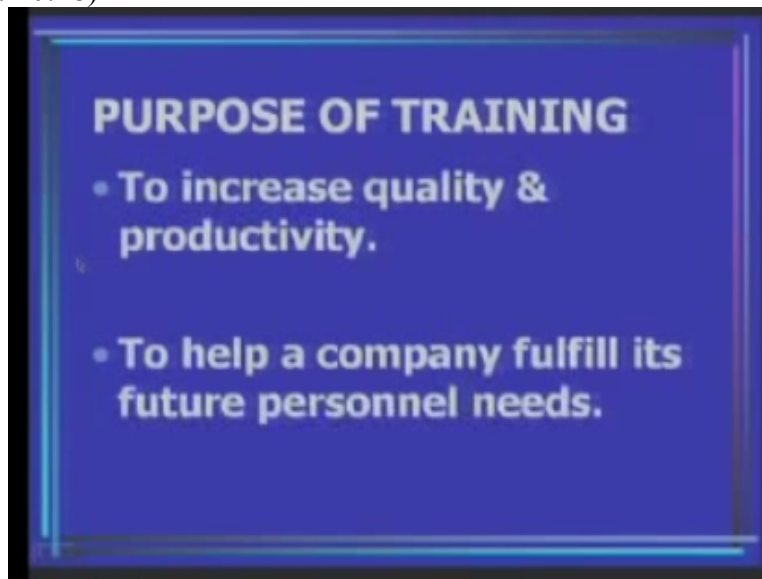 PURPOSE OF TRAINING
• To increase quality &
productivity.
• To help a company fulfill its
future personnel needs.